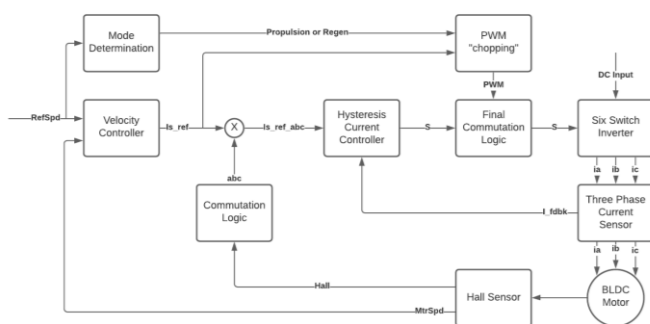 Mode
Determination
Propulsion or Regen
PWM
"chopping"
PWM
DC Input
RefSpd
Velocity
Controller
Is_ref
X
Is_ref_abc
Hysteresis
Current
Controller
S
Final
Commutation
Logic
S
Six Switch
Inverter
ia
ib
ic
abc
Commutation
Logic
I_fdbk
Three Phase
Current
Sensor
ia
ib
ic
Hall
Hall Sensor
BLDC
Motor
MtrSpd